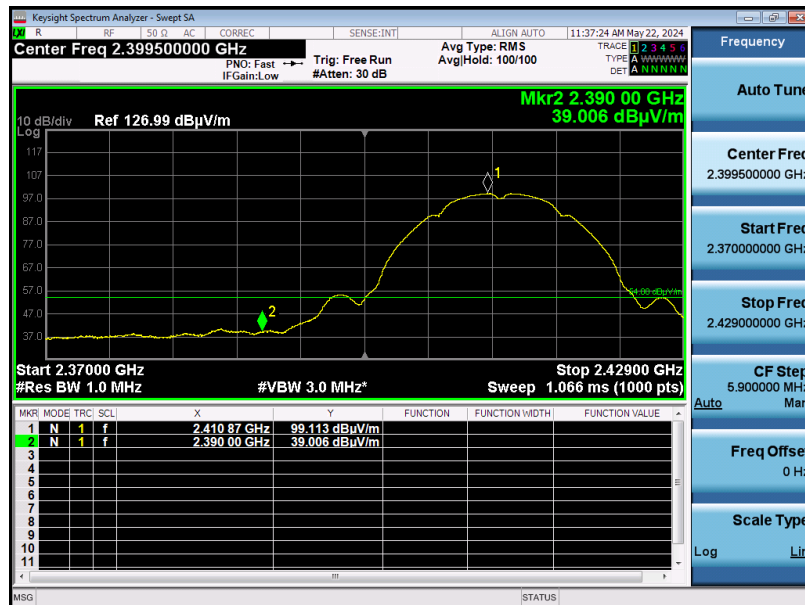 Keysight Spectrum Analyzer - Swept SA
R RF 50 Ω AC CORREC SENSE:INT ALIGN AUTO 11:37:24 AM May 22, 2024
Center Freq 2.399500000 GHz
PNO: Fast
IFGain:Low
Trig: Free Run
#Atten: 30 dB
Avg Type: RMS
Avg|Hold: 100/100
TRACE 1 2 3 4 5 6
TYPE A W W W W W
DET A N N N N N
Mkr2 2.390 00 GHz
39.006 dBµV/m
10 dB/div Ref 126.99 dBµV/m
Log
117
107
1
97.0
87.0
77.0
67.0
57.0
54.00 dBµV/m
47.0
2
37.0
Start 2.37000 GHz Stop 2.42900 GHz
#Res BW 1.0 MHz #VBW 3.0 MHz* Sweep 1.066 ms (1000 pts)
MKR MODE TRC SCL X Y FUNCTION FUNCTION WIDTH FUNCTION VALUE
1 N 1 f 2.410 87 GHz 99.113 dBµV/m
2 N 1 f 2.390 00 GHz 39.006 dBµV/m
3
4
5
6
7
8
9
10
11
MSG STATUS
Frequency
Auto Tune
Center Freq
2.399500000 GHz
Start Freq
2.370000000 GHz
Stop Freq
2.429000000 GHz
CF Step
5.900000 MHz
Auto Man
Freq Offset
0 Hz
Scale Type
Log Lin